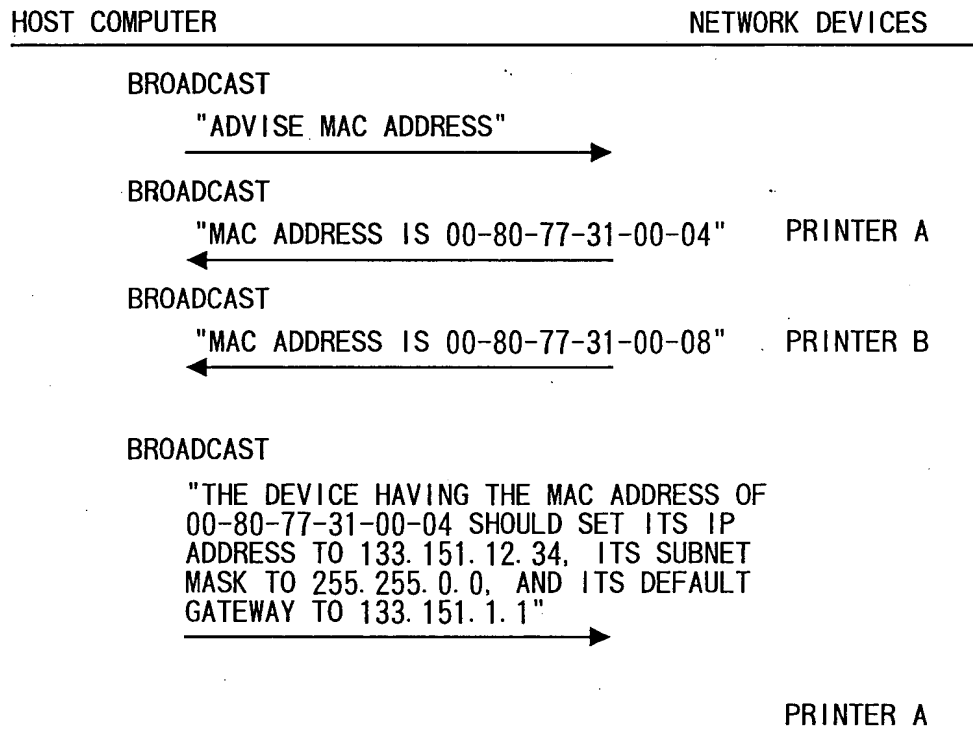 HOST COMPUTER NETWORK DEVICES
BROADCAST
"ADVISE MAC ADDRESS"
BROADCAST
"MAC ADDRESS IS 00-80-77-31-00-04" PRINTER A
BROADCAST
"MAC ADDRESS IS 00-80-77-31-00-08" PRINTER B
BROADCAST
"THE DEVICE HAVING THE MAC ADDRESS OF
00-80-77-31-00-04 SHOULD SET ITS IP
ADDRESS TO 133.151.12.34, ITS SUBNET
MASK TO 255.255.0.0, AND ITS DEFAULT
GATEWAY TO 133.151.1.1"
PRINTER A